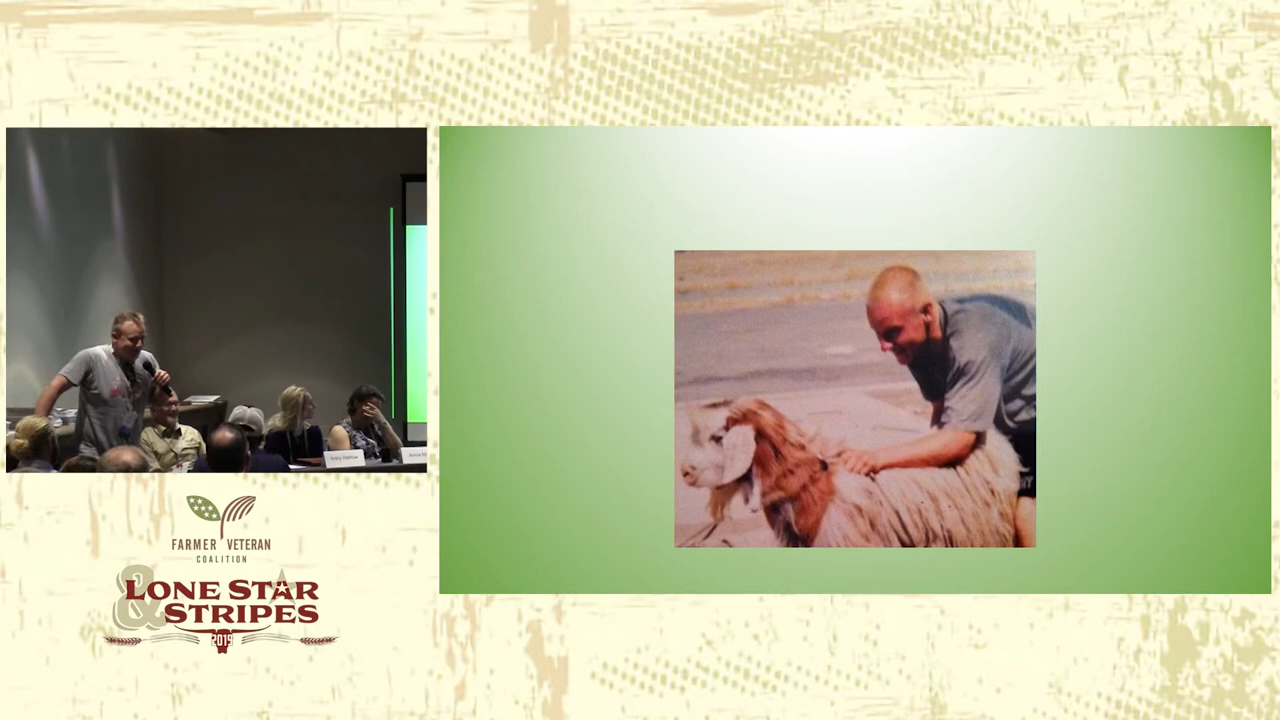 FARMER VETERAN
COALITION
&
LONE STAR
STRIPES
2019